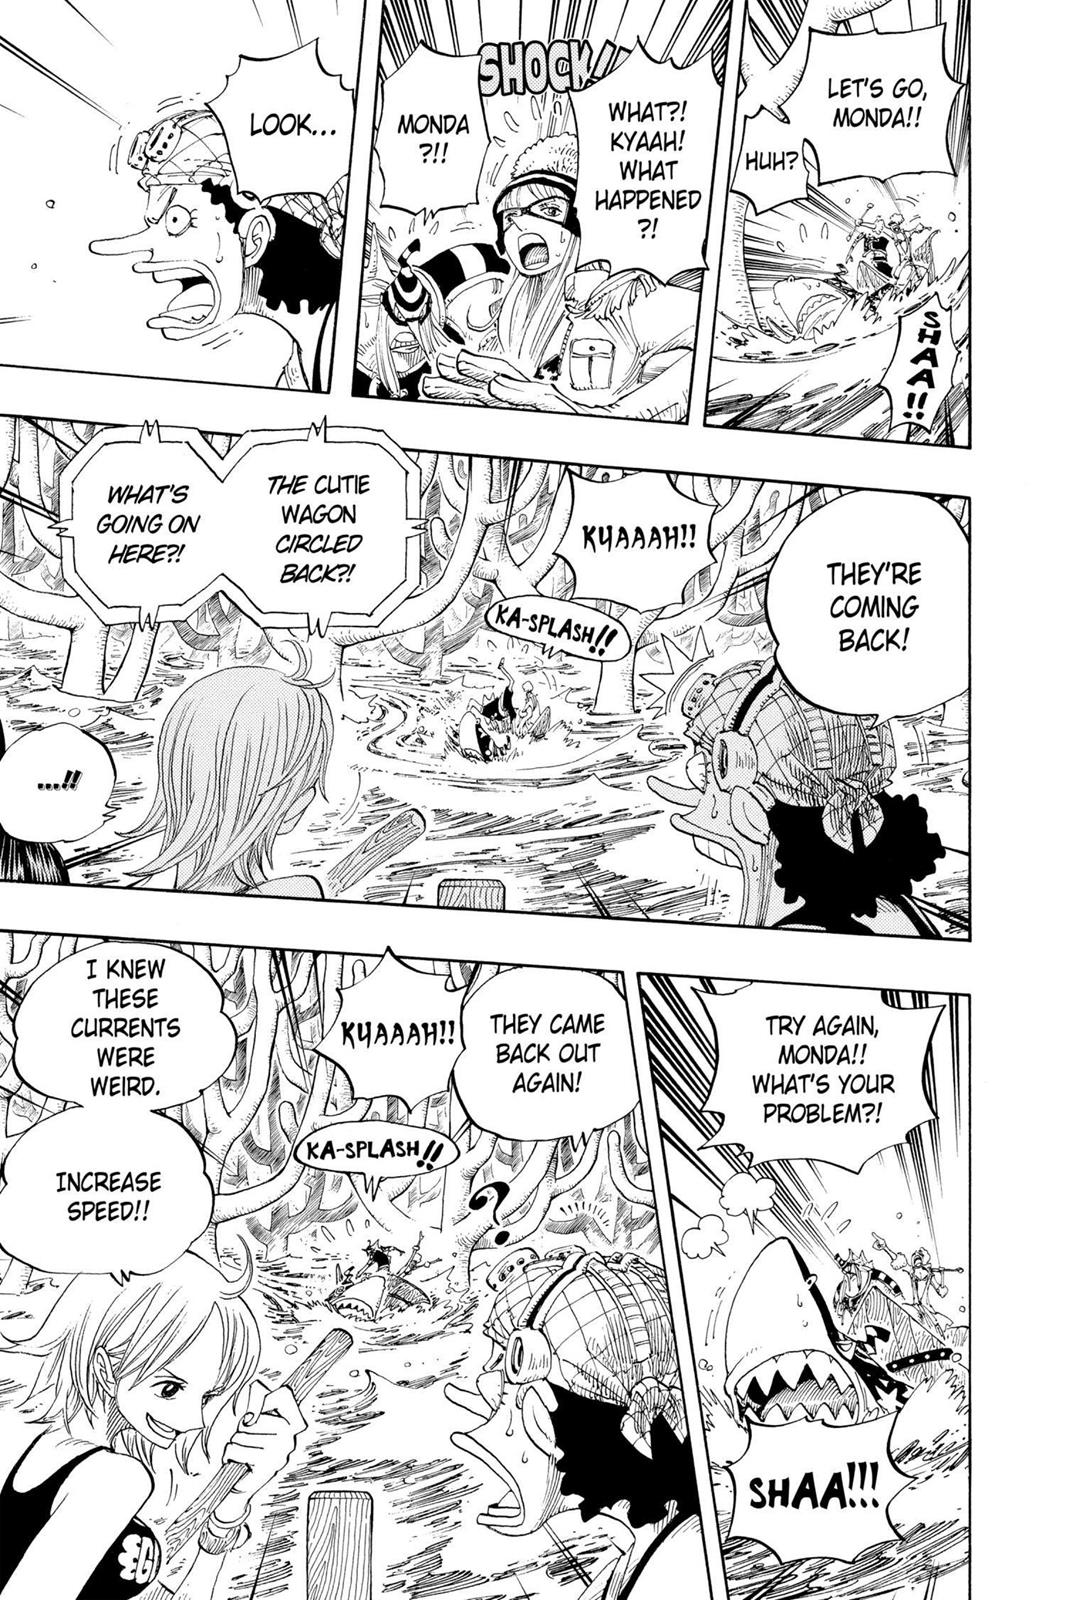 LET'S GO,
MONDA!!
HUH?
SHAA!!
SHOCK!!
WHAT?!
KYAAH!
WHAT
HAPPENED
?!
MONDA
?!!
LOOK...
THEY'RE
COMING
BACK!
KYAAAH!!
KA-SPLASH!!
THE CUTIE
WAGON
CIRCLED
BACK?!
WHAT'S
GOING ON
HERE?!
....!!
TRY AGAIN,
MONDA!!
WHAT'S YOUR
PROBLEM?!
SHAA!!!
THEY CAME
BACK OUT
AGAIN!
KYAAAH!!
KA-SPLASH!!
?
I KNEW
THESE
CURRENTS
WERE
WEIRD.
INCREASE
SPEED!!